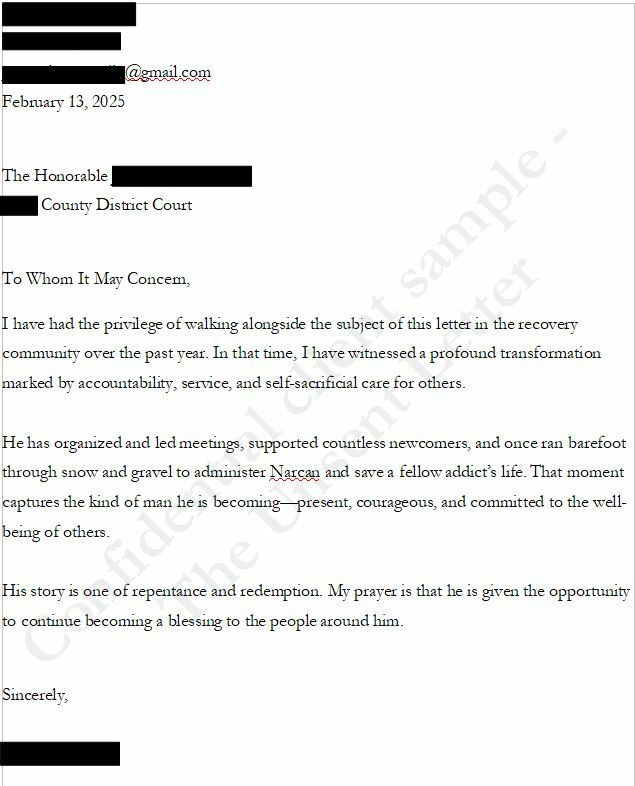 @gmail.com
February 13, 2025
The Honorable
County District Court
To Whom It May Concern,
I have had the privilege of walking alongside the subject of this letter in the recovery
community over the past year. In that time, I have witnessed a profound transformation
marked by accountability, service, and self-sacrificial care for others.
He has organized and led meetings, supported countless newcomers, and once ran barefoot
through snow and gravel to administer Narcan and save a fellow addict’s life. That moment
captures the kind of man he is becoming—present, courageous, and committed to the well-
being of others.
His story is one of repentance and redemption. My prayer is that he is given the opportunity
to continue becoming a blessing to the people around him.
Sincerely,
Confidential client sample -
The Unsent Letter